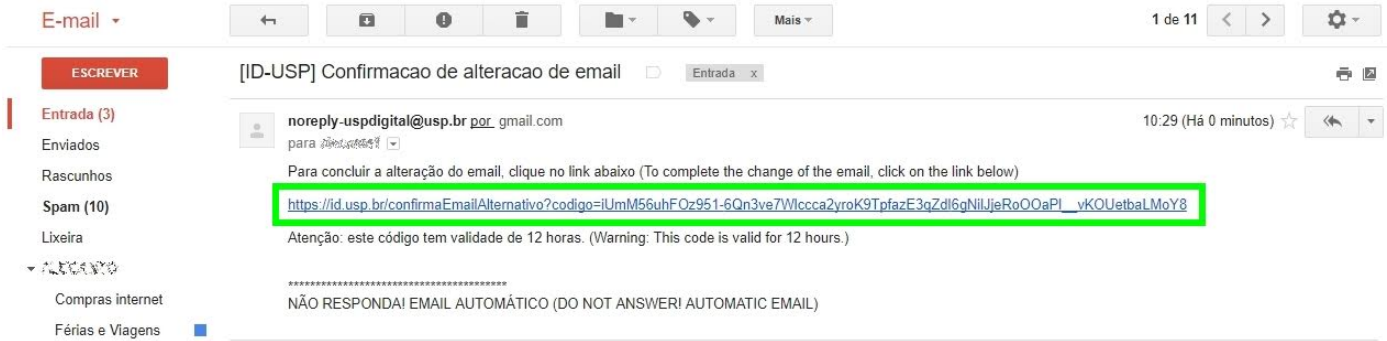 E-mail
Mais
1 de 11
ESCREVER
[ID-USP] Confirmacao de alteracao de email
Entrada x
Entrada (3)
Enviados
Rascunhos
Spam (10)
Lixeira
Compras internet
Férias e Viagens
noreply-uspdigital@usp.br por gmail.com
10:29 (Há 0 minutos)
para
Para concluir a alteração do email, clique no link abaixo (To complete the change of the email, click on the link below)
https://id.usp.br/confirmaEmailAlternativo?codigo=iUmM56uhFOz951-6Qn3ve7WIccca2yroK9TpfazE3qZdl6gNilJjeRoOOaPI__vKOUetbaLMoY8
Atenção: este código tem validade de 12 horas. (Warning: This code is valid for 12 hours.)
***************************************
NÃO RESPONDA! EMAIL AUTOMÁTICO (DO NOT ANSWER! AUTOMATIC EMAIL)